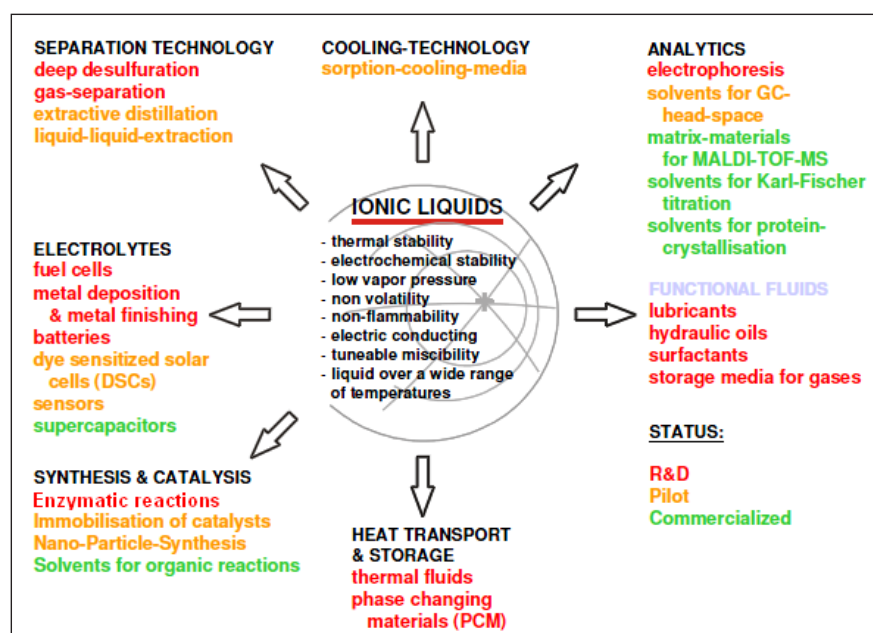 SEPARATION TECHNOLOGY
deep desulfuration
gas-separation
extractive distillation
liquid-liquid-extraction
COOLING-TECHNOLOGY
sorption-cooling-media
ANALYTICS
electrophoresis
solvents for GC-
head-space
matrix-materials
for MALDI-TOF-MS
solvents for Karl-Fischer
titration
solvents for protein-
crystallisation
IONIC LIQUIDS
- thermal stability
- electrochemical stability
- low vapor pressure
- non volatility
- non-flammability
- electric conducting
- tuneable miscibility
- liquid over a wide range
of temperatures
ELECTROLYTES
fuel cells
metal deposition
& metal finishing
batteries
dye sensitized solar
cells (DSCs)
sensors
supercapacitors
FUNCTIONAL FLUIDS
lubricants
hydraulic oils
surfactants
storage media for gases
SYNTHESIS & CATALYSIS
Enzymatic reactions
Immobilisation of catalysts
Nano-Particle-Synthesis
Solvents for organic reactions
HEAT TRANSPORT
& STORAGE
thermal fluids
phase changing
materials (PCM)
STATUS:
R&D
Pilot
Commercialized